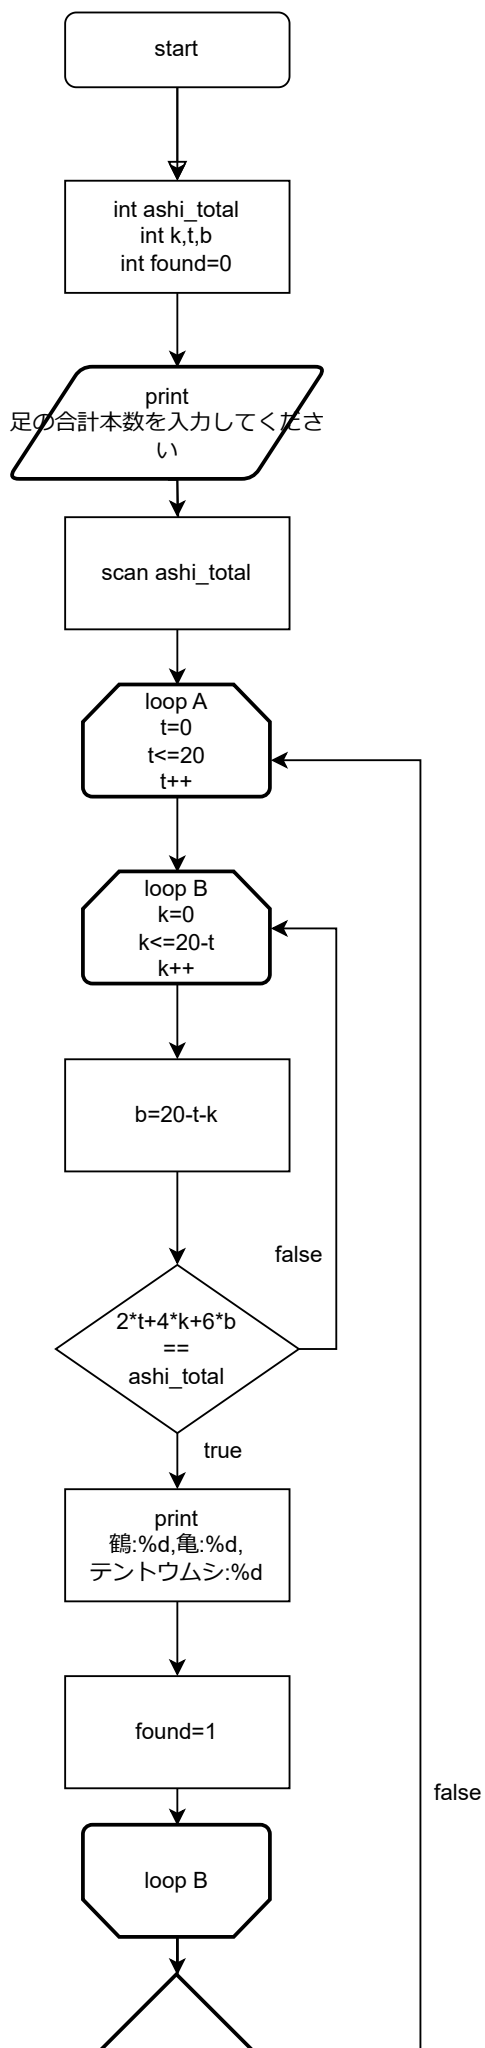 start
int ashi_total
int k,t,b
int found=0
print
足の合計本数を入力してくださ
い
scan ashi_total
loop A
t=0
t<=20
t++
loop B
k=0
k<=20-t
k++
b=20-t-k
false
2*t+4*k+6*b
==
ashi_total
true
print
鶴:%d,亀:%d,
テントウムシ:%d
found=1
false
loop B